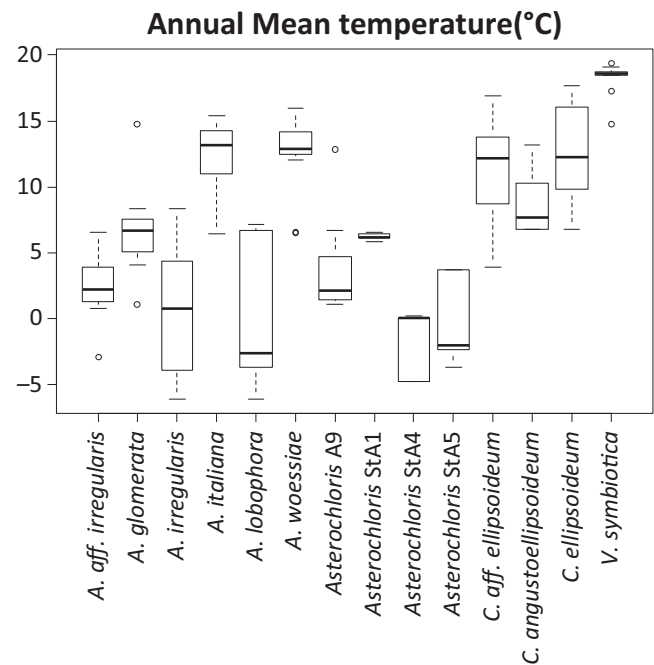 Annual Mean temperature(°C)
20
15
10
5
0
–5
A. aff. irregularis
A. glomerata
A. irregularis
A. italiana
A. lobophora
A. woessiae
Asterochloris A9
Asterochloris StA1
Asterochloris StA4
Asterochloris StA5
C. aff. ellipsoideum
C. angustoellipsoideum
C. ellipsoideum
V. symbiotica